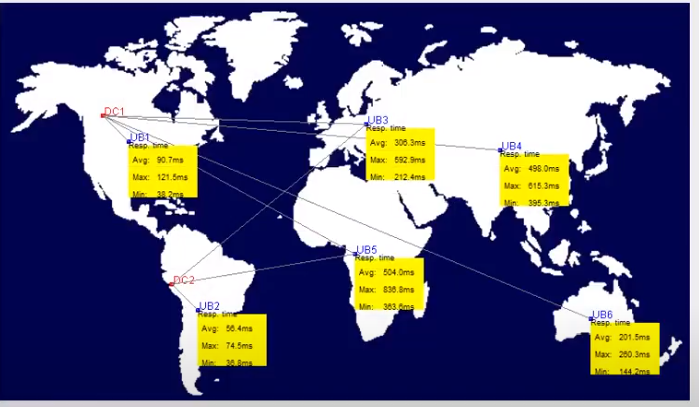 DC1
UB1
Resp. time
Avg: 90.7ms
Max: 121.5ms
Min: 38.2ms
UB3
Resp. time
Avg: 306.3ms
Max: 592.9ms
Min: 212.4ms
UB4
Resp. time
Avg: 498.0ms
Max: 615.3ms
Min: 395.3ms
DC2
UB2
Resp. time
Avg: 56.4ms
Max: 74.5ms
Min: 36.8ms
UB5
Resp. time
Avg: 504.0ms
Max: 836.8ms
Min: 363.6ms
UB6
Resp. time
Avg: 201.5ms
Max: 260.3ms
Min: 144.2ms